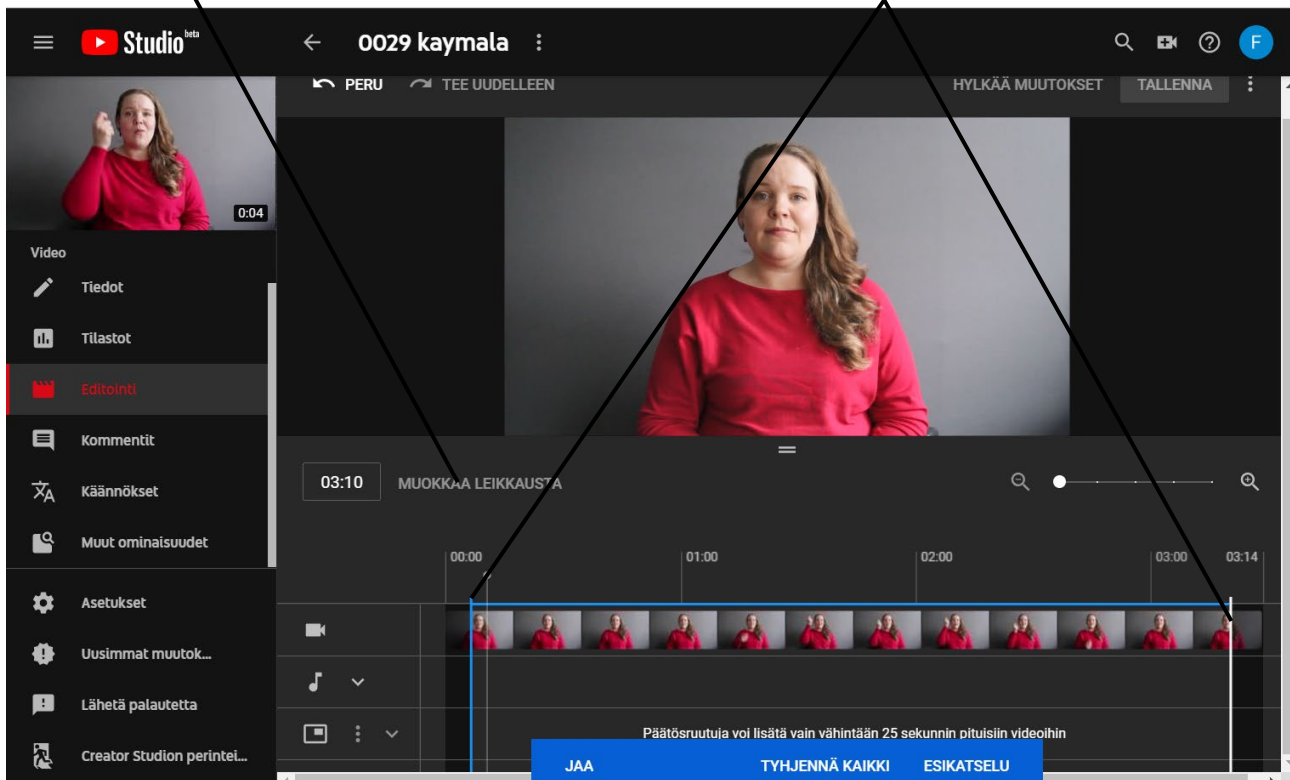 Studio beta
0029 kaymala
F
PERU TEE UUDELLEEN HYLKÄÄ MUUTOKSET TALLENNA
0:04
Video
Tiedot
Tilastot
Editointi
Kommentit
Käännökset
Muut ominaisuudet
Asetukset
Uusimmat muutok...
Lähetä palautetta
Creator Studion perintei...
03:10 MUOKKAA LEIKKAUSTA
00:00 01:00 02:00 03:00 03:14
Päätösruutuja voi lisätä vain vähintään 25 sekunnin pituisiin videoihin
JAA TYHJENNÄ KAIKKI ESIKATSELU